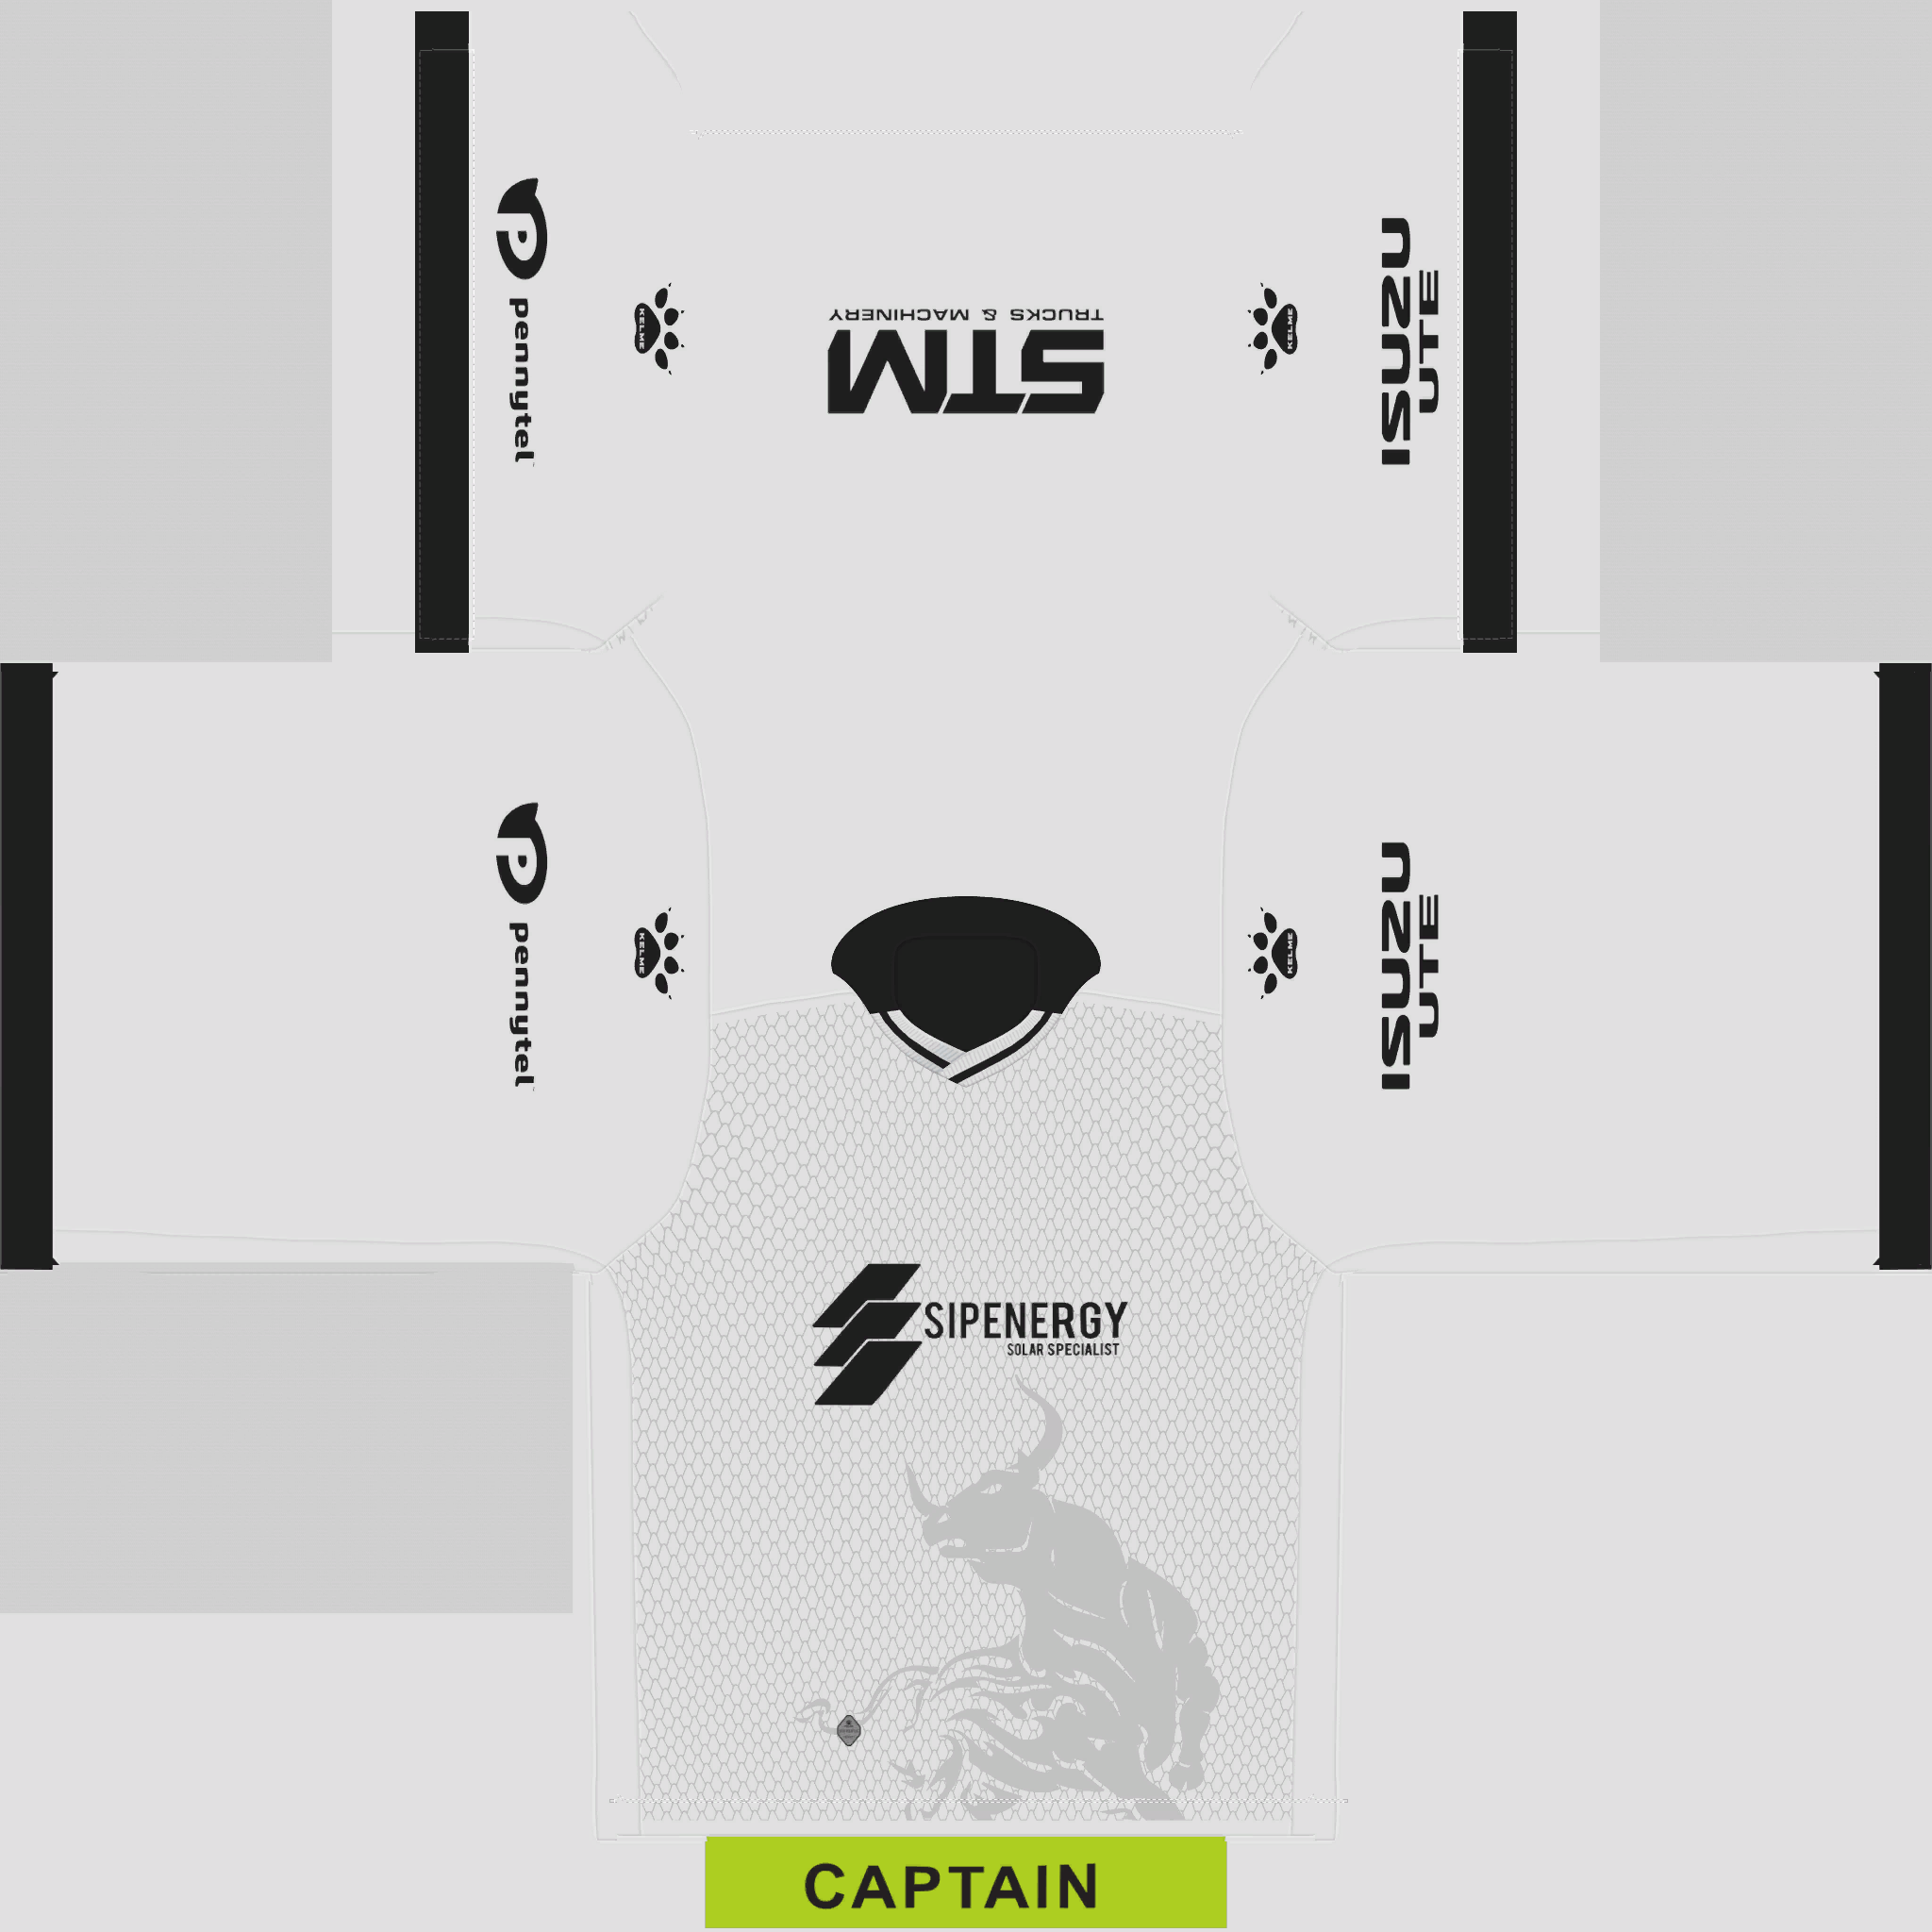 pennytel
KELME
TRUCKS & MACHINERY
STM
KELME
ISUZU
UTE
pennytel
KELME
KELME
ISUZU
UTE
SIPENERGY
SOLAR SPECIALIST
CAPTAIN